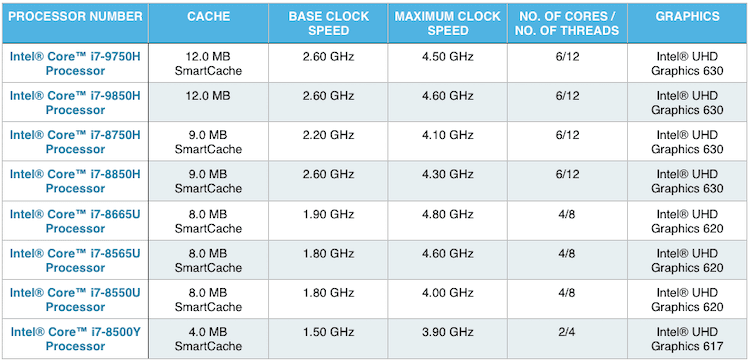 PROCESSOR NUMBER CACHE BASE CLOCK SPEED MAXIMUM CLOCK SPEED NO. OF CORES / NO. OF THREADS GRAPHICS
Intel® Core™ i7-9750H Processor 12.0 MB SmartCache 2.60 GHz 4.50 GHz 6/12 Intel® UHD Graphics 630
Intel® Core™ i7-9850H Processor 12.0 MB 2.60 GHz 4.60 GHz 6/12 Intel® UHD Graphics 630
Intel® Core™ i7-8750H Processor 9.0 MB SmartCache 2.20 GHz 4.10 GHz 6/12 Intel® UHD Graphics 630
Intel® Core™ i7-8850H Processor 9.0 MB SmartCache 2.60 GHz 4.30 GHz 6/12 Intel® UHD Graphics 630
Intel® Core™ i7-8665U Processor 8.0 MB SmartCache 1.90 GHz 4.80 GHz 4/8 Intel® UHD Graphics 620
Intel® Core™ i7-8565U Processor 8.0 MB SmartCache 1.80 GHz 4.60 GHz 4/8 Intel® UHD Graphics 620
Intel® Core™ i7-8550U Processor 8.0 MB SmartCache 1.80 GHz 4.00 GHz 4/8 Intel® UHD Graphics 620
Intel® Core™ i7-8500Y Processor 4.0 MB SmartCache 1.50 GHz 3.90 GHz 2/4 Intel® UHD Graphics 617